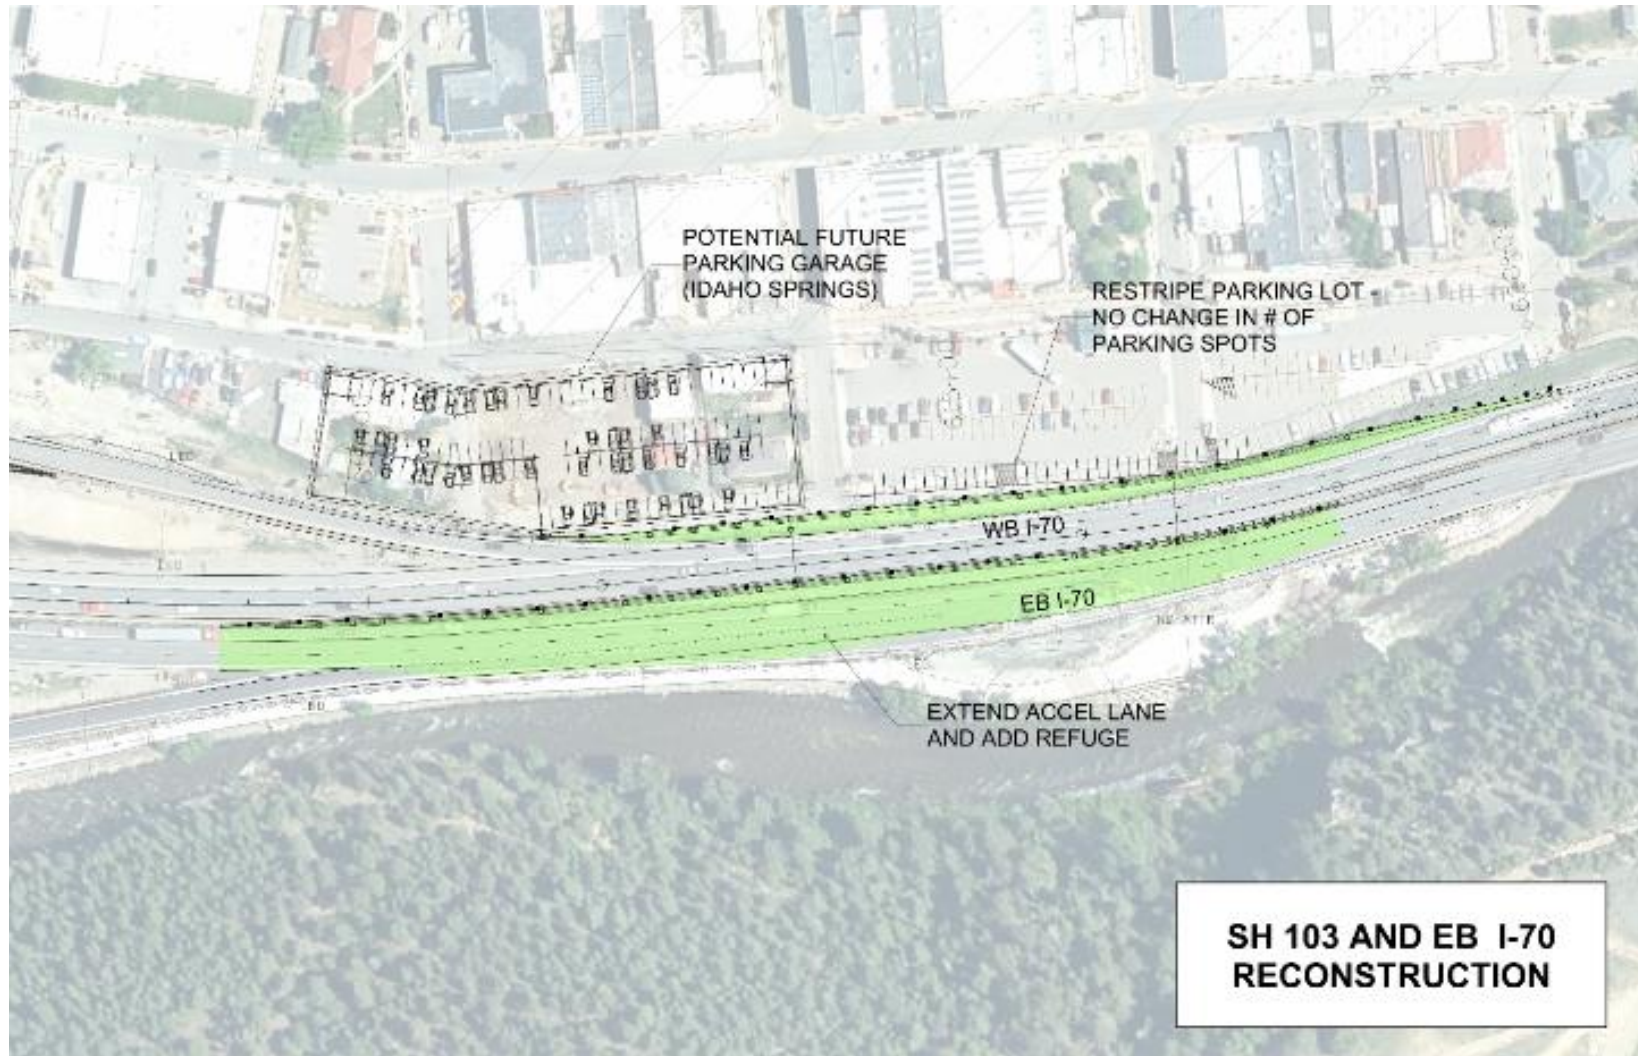 POTENTIAL FUTURE
PARKING GARAGE
(IDAHO SPRINGS)
RESTRIPE PARKING LOT -
NO CHANGE IN # OF
PARKING SPOTS
WB I-70
EB I-70
EXTEND ACCEL LANE
AND ADD REFUGE
SH 103 AND EB I-70
RECONSTRUCTION